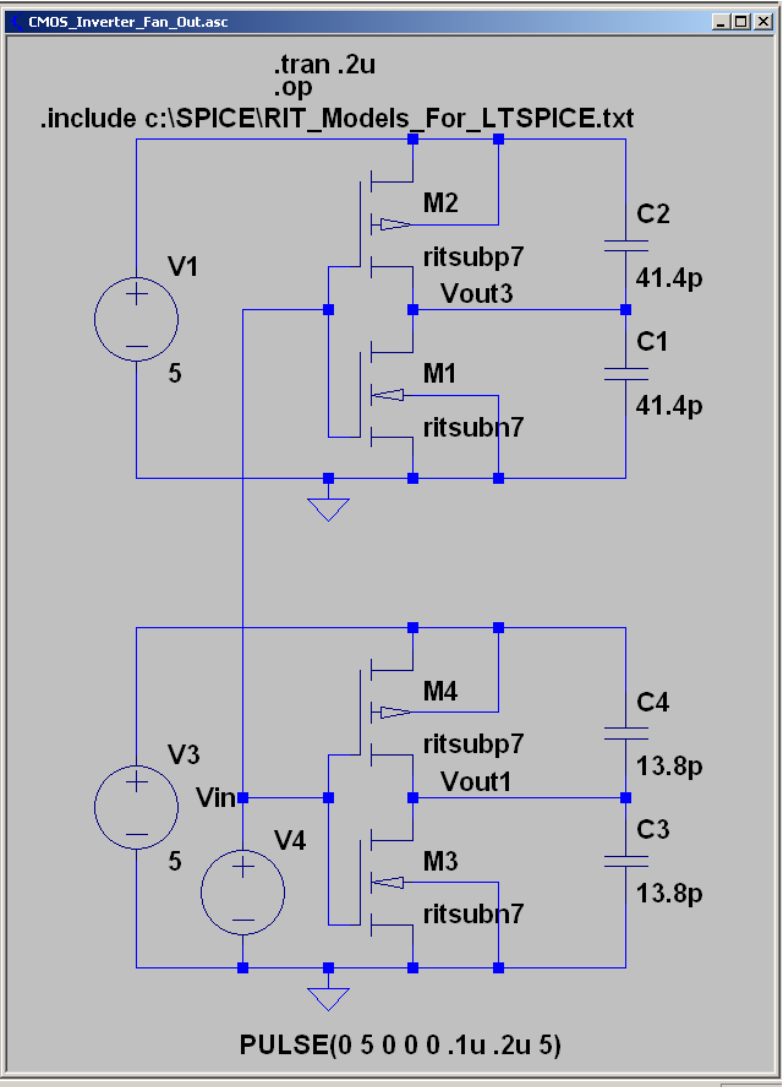 CMOS_Inverter_Fan_Out.asc
.tran .2u
.op
.include c:\SPICE\RIT_Models_For_LTSPICE.txt
M2
C2
ritsubp7
V1
41.4p
Vout3
C1
M1
5
41.4p
ritsubn7
M4
C4
ritsubp7
V3
13.8p
Vout1
Vin
C3
V4
M3
5
13.8p
ritsubn7
PULSE(0 5 0 0 0 .1u .2u 5)